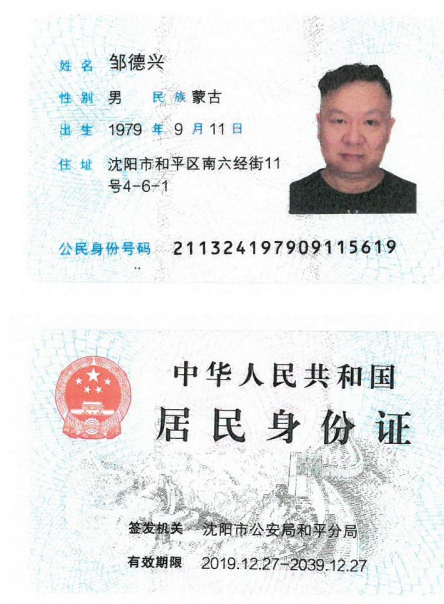 姓名 邹德兴
性别 男 民族 蒙古
出生 1979 年 9 月 11 日
住址 沈阳市和平区南六经街11
号4-6-1
公民身份号码 211324197909115619
中华人民共和国
居民身份证
签发机关 沈阳市公安局和平分局
有效期限 2019.12.27-2039.12.27